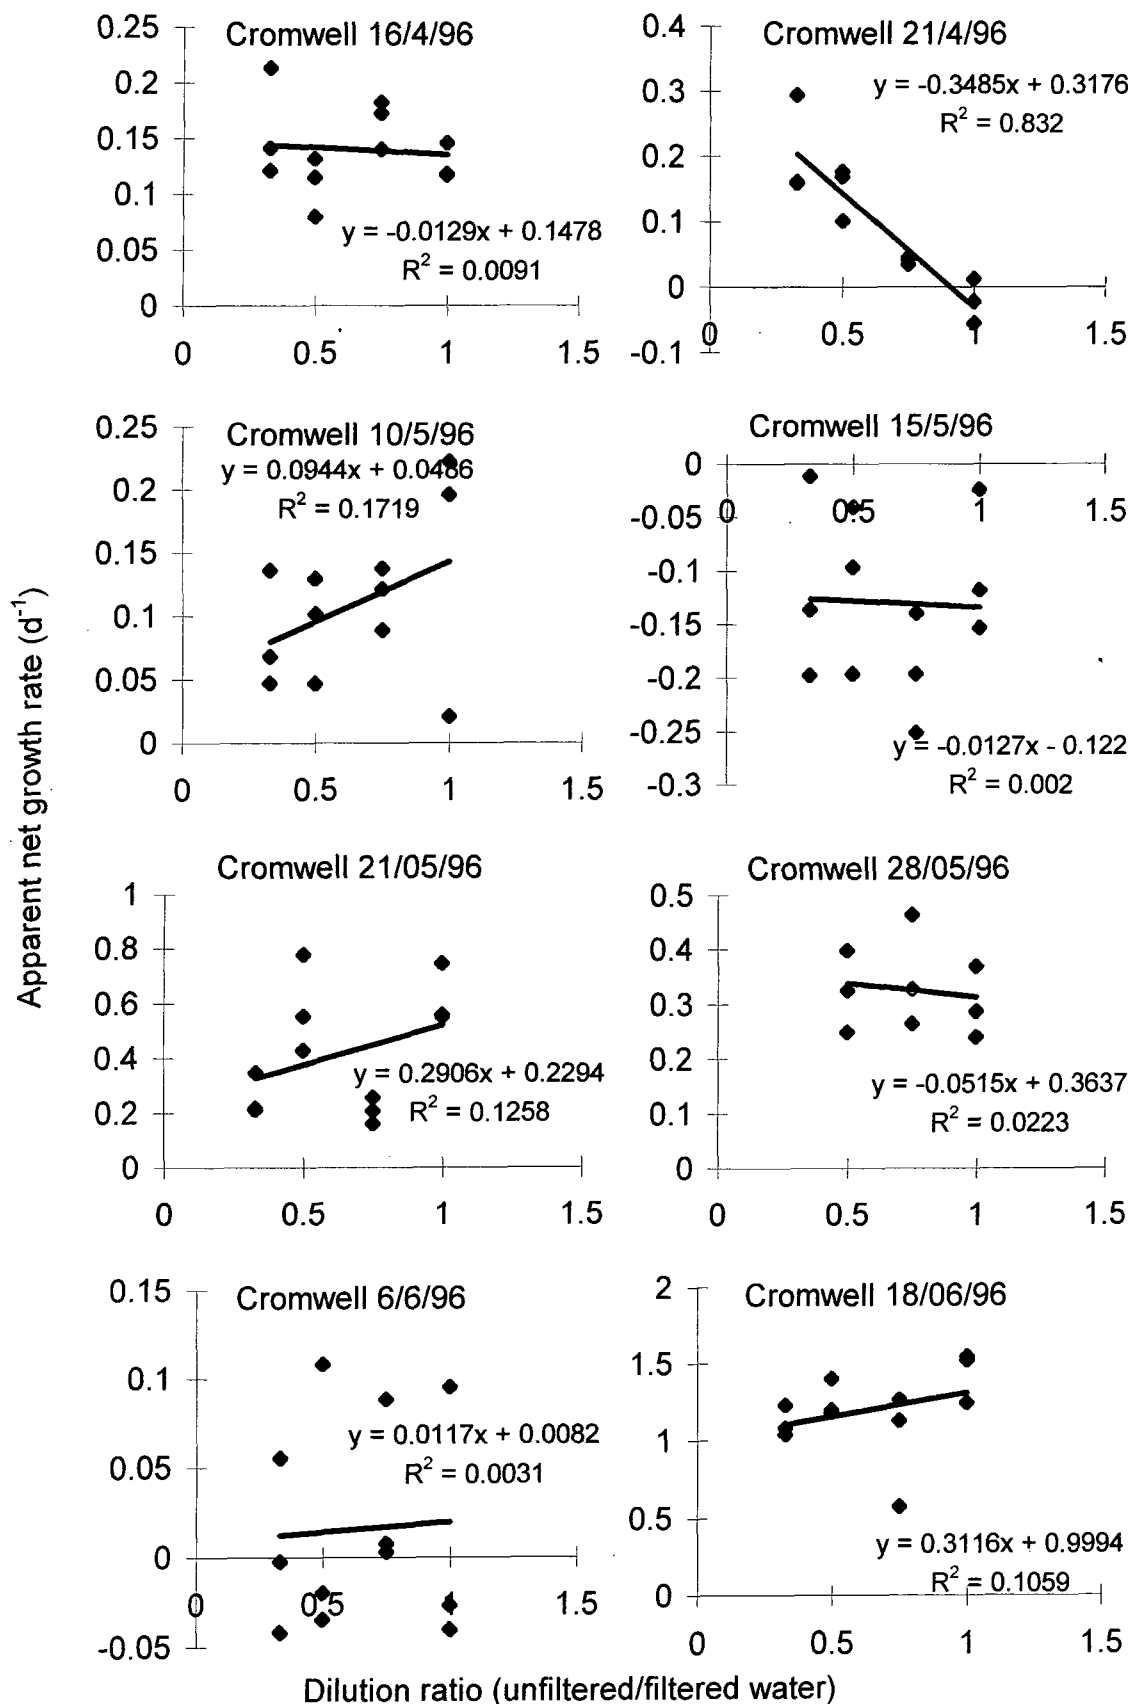 Cromwell 16/4/96
0.25
0.2
0.15
0.1
0.05
0
y = -0.0129x + 0.1478
R² = 0.0091
0 0.5 1 1.5
Cromwell 21/4/96
0.4
0.3
0.2
0.1
0
-0.1
y = -0.3485x + 0.3176
R² = 0.832
0 0.5 1 1.5
Cromwell 10/5/96
y = 0.0944x + 0.0486
R² = 0.1719
0.25
0.2
0.15
0.1
0.05
0
0 0.5 1 1.5
Cromwell 15/5/96
0
-0.05
-0.1
-0.15
-0.2
-0.25
-0.3
0 0.5 1 1.5
y = -0.0127x - 0.122
R² = 0.002
Apparent net growth rate (d⁻¹)
Cromwell 21/05/96
1
0.8
0.6
0.4
0.2
0
y = 0.2906x + 0.2294
R² = 0.1258
0 0.5 1 1.5
Cromwell 28/05/96
0.5
0.4
0.3
0.2
0.1
0
y = -0.0515x + 0.3637
R² = 0.0223
0 0.5 1 1.5
Cromwell 6/6/96
0.15
0.1
0.05
0
-0.05
y = 0.0117x + 0.0082
R² = 0.0031
0 0.5 1 1.5
Cromwell 18/06/96
2
1.5
1
0.5
0
y = 0.3116x + 0.9994
R² = 0.1059
0 0.5 1 1.5
Dilution ratio (unfiltered/filtered water)